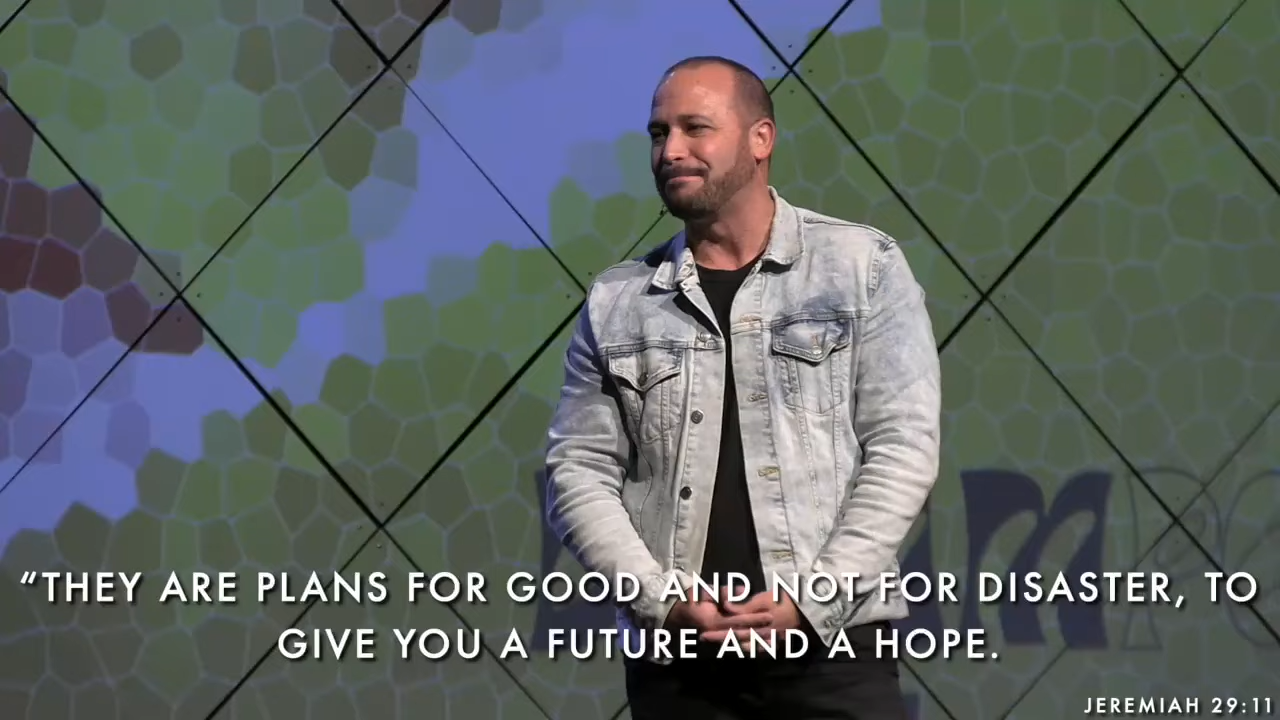 “THEY ARE PLANS FOR GOOD AND NOT FOR DISASTER, TO
GIVE YOU A FUTURE AND A HOPE.
JEREMIAH 29:11